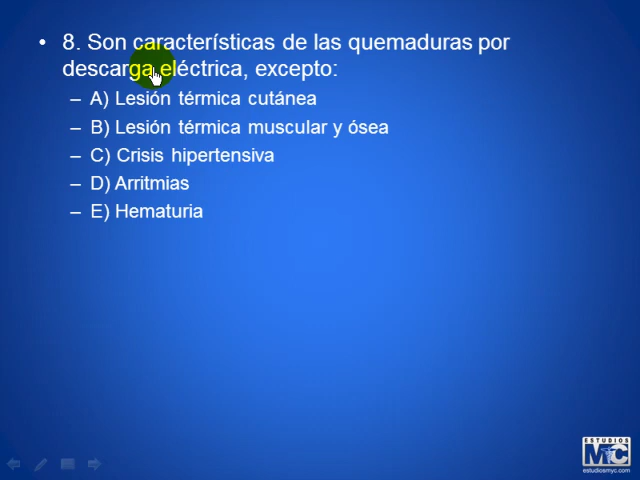 • 8. Son características de las quemaduras por
descarga eléctrica, excepto:
– A) Lesión térmica cutánea
– B) Lesión térmica muscular y ósea
– C) Crisis hipertensiva
– D) Arritmias
– E) Hematuria
ESTUDIOS
MyC
estudiosmyc.com